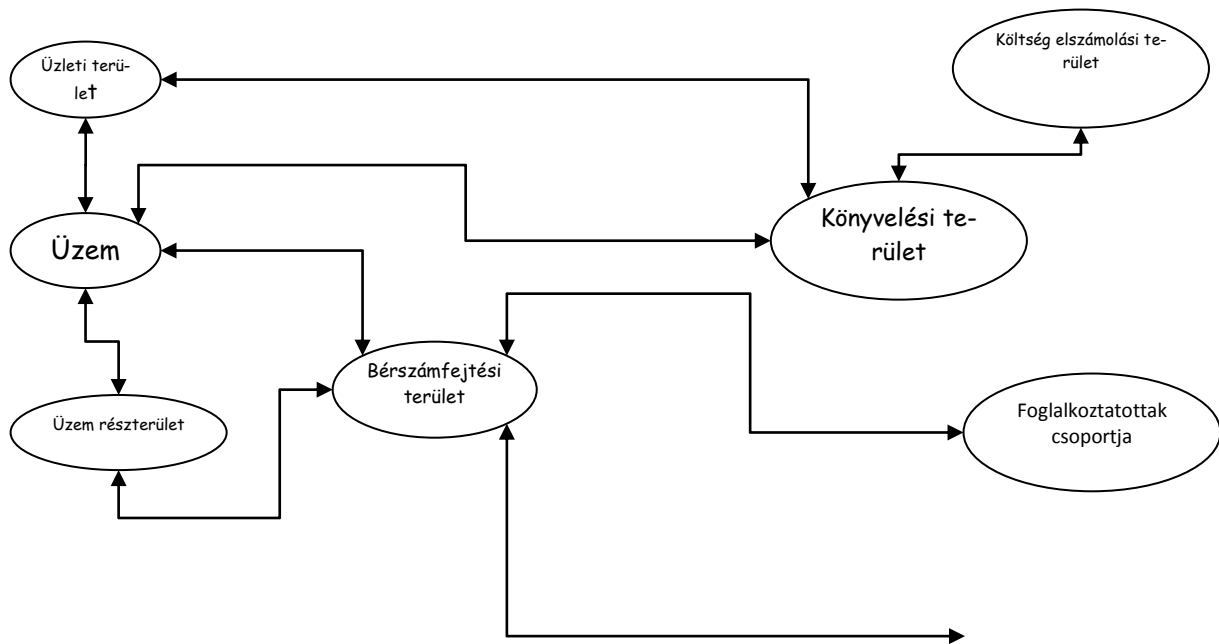 Költség elszámolási te-
rület
Üzleti terü-
let
Könyvelési te-
rület
Üzem
Bérszámfejtési
terület
Üzem részterület
Foglalkoztatottak
csoportja